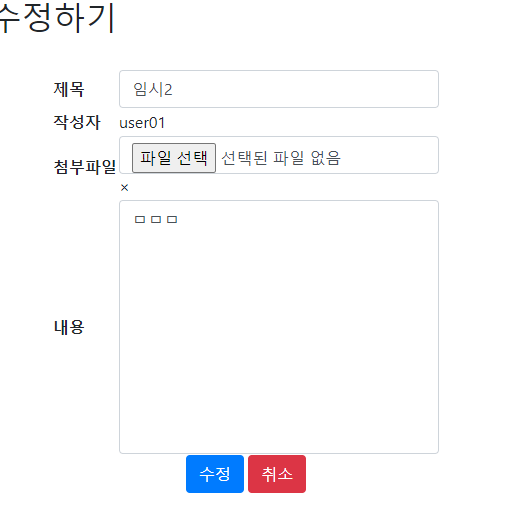 수정하기
제목 임시2
작성자 user01
첨부파일 파일 선택 선택된 파일 없음
×
내용 ㅁㅁㅁ
수정 취소